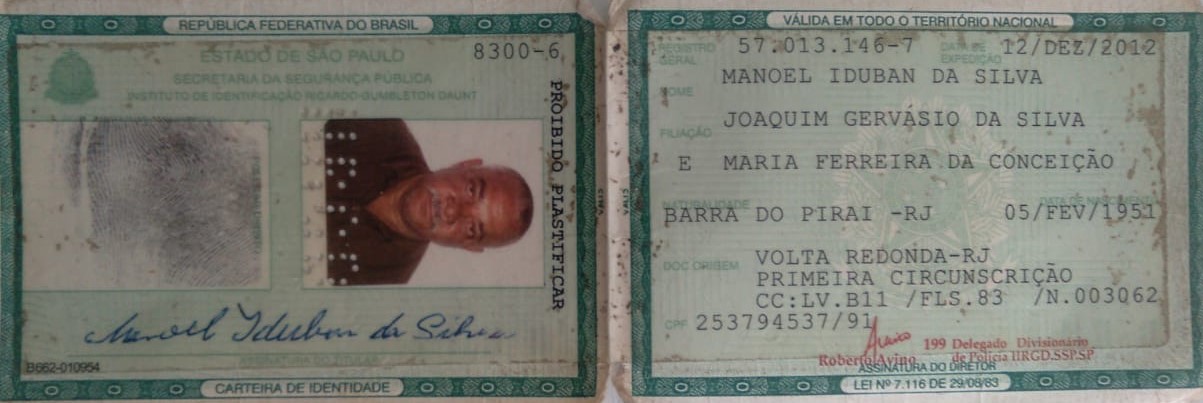 REPÚBLICA FEDERATIVA DO BRASIL
ESTADO DE SÃO PAULO
8300-6
SECRETARIA DA SEGURANÇA PÚBLICA
INSTITUTO DE IDENTIFICAÇÃO RICARDO GUMBLETON DAUNT
PROIBIDO PLASTIFICAR
Manoel Iduban da Silva
B662-010954
CARTEIRA DE IDENTIDADE
VÁLIDA EM TODO O TERRITÓRIO NACIONAL
REGISTRO GERAL 57.013.146-7 DATA DE EXPEDIÇÃO 12/DEZ/2012
NOME MANOEL IDUBAN DA SILVA
FILIAÇÃO JOAQUIM GERVÁSIO DA SILVA
E MARIA FERREIRA DA CONCEIÇÃO
NATURALIDADE DATA DE NASCIMENTO
BARRA DO PIRAI -RJ 05/FEV/1951
DOC ORIGEM VOLTA REDONDA-RJ
PRIMEIRA CIRCUNSCRIÇÃO
CC:LV.B11 /FLS.83 /N.003062
CPF 253794537/91
199 Delegado Divisionário
Roberto Avino de Polícia IIRGD.SSP.SP
ASSINATURA DO DIRETOR
LEI Nº 7.116 DE 29/08/83